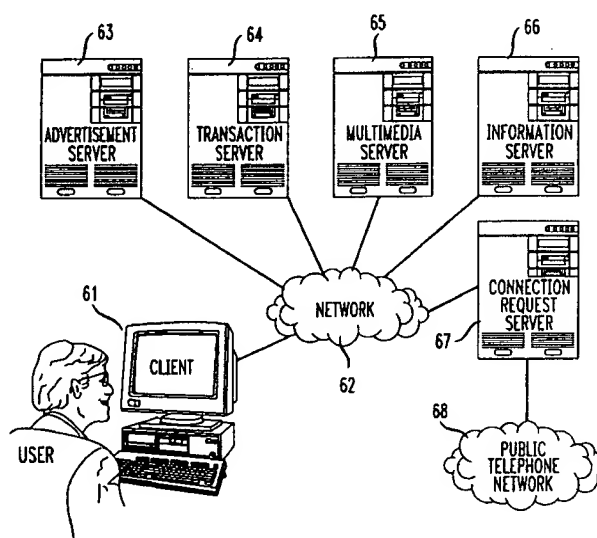 63
64
65
66
ADVERTISEMENT
SERVER
TRANSACTION
SERVER
MULTIMEDIA
SERVER
INFORMATION
SERVER
61
NETWORK
62
CONNECTION
REQUEST
SERVER
67
CLIENT
USER
68
PUBLIC
TELEPHONE
NETWORK